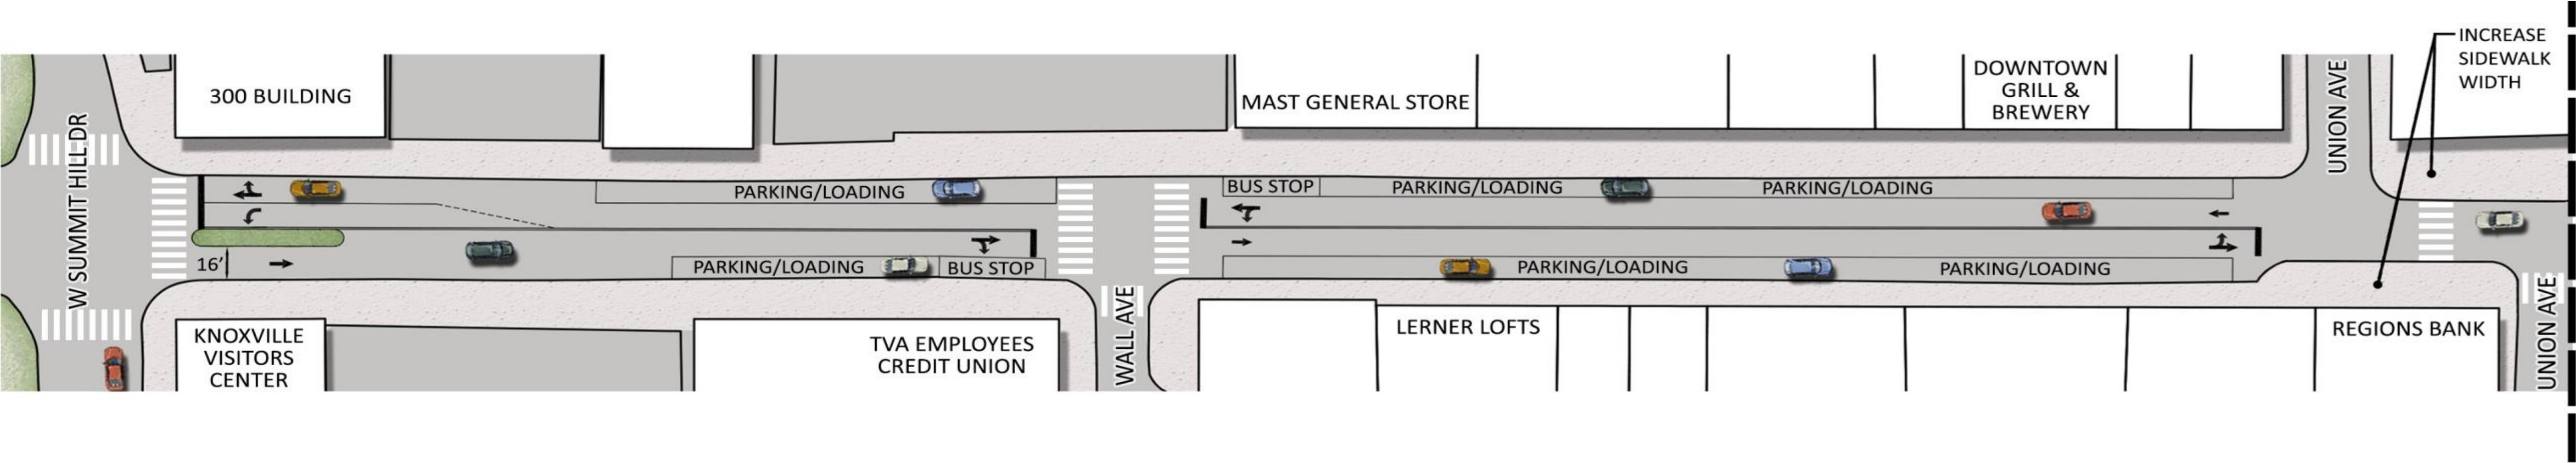 INCREASE
SIDEWALK
WIDTH
300 BUILDING
MAST GENERAL STORE
DOWNTOWN
GRILL &
BREWERY
UNION AVE
W SUMMIT HILL DR
PARKING/LOADING
BUS STOP
PARKING/LOADING
PARKING/LOADING
16'
PARKING/LOADING
BUS STOP
PARKING/LOADING
PARKING/LOADING
WALL AVE
UNION AVE
KNOXVILLE
VISITORS
CENTER
TVA EMPLOYEES
CREDIT UNION
LERNER LOFTS
REGIONS BANK